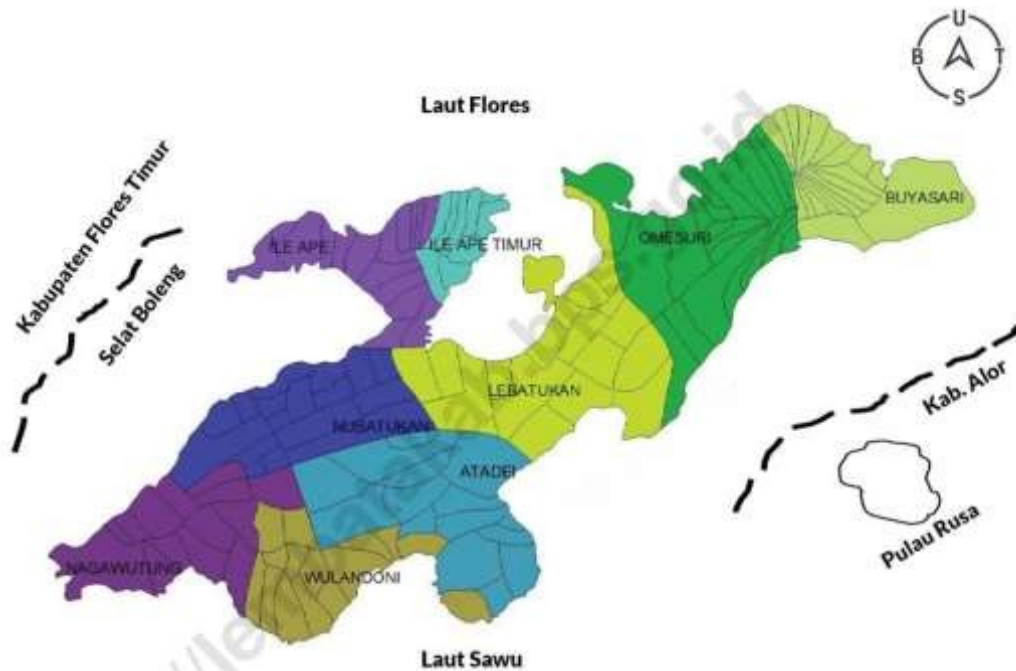 U
B T
S
Laut Flores
Kabupaten Flores Timur
Selat Boleng
BUYASARI
OMESURI
ILE APE
ILE APE TIMUR
LEBATUKAN
NUBATUKAN
ATADEI
Kab. Alor
Pulau Rusa
NAGAWUTUNG
WULANDONI
Laut Sawu